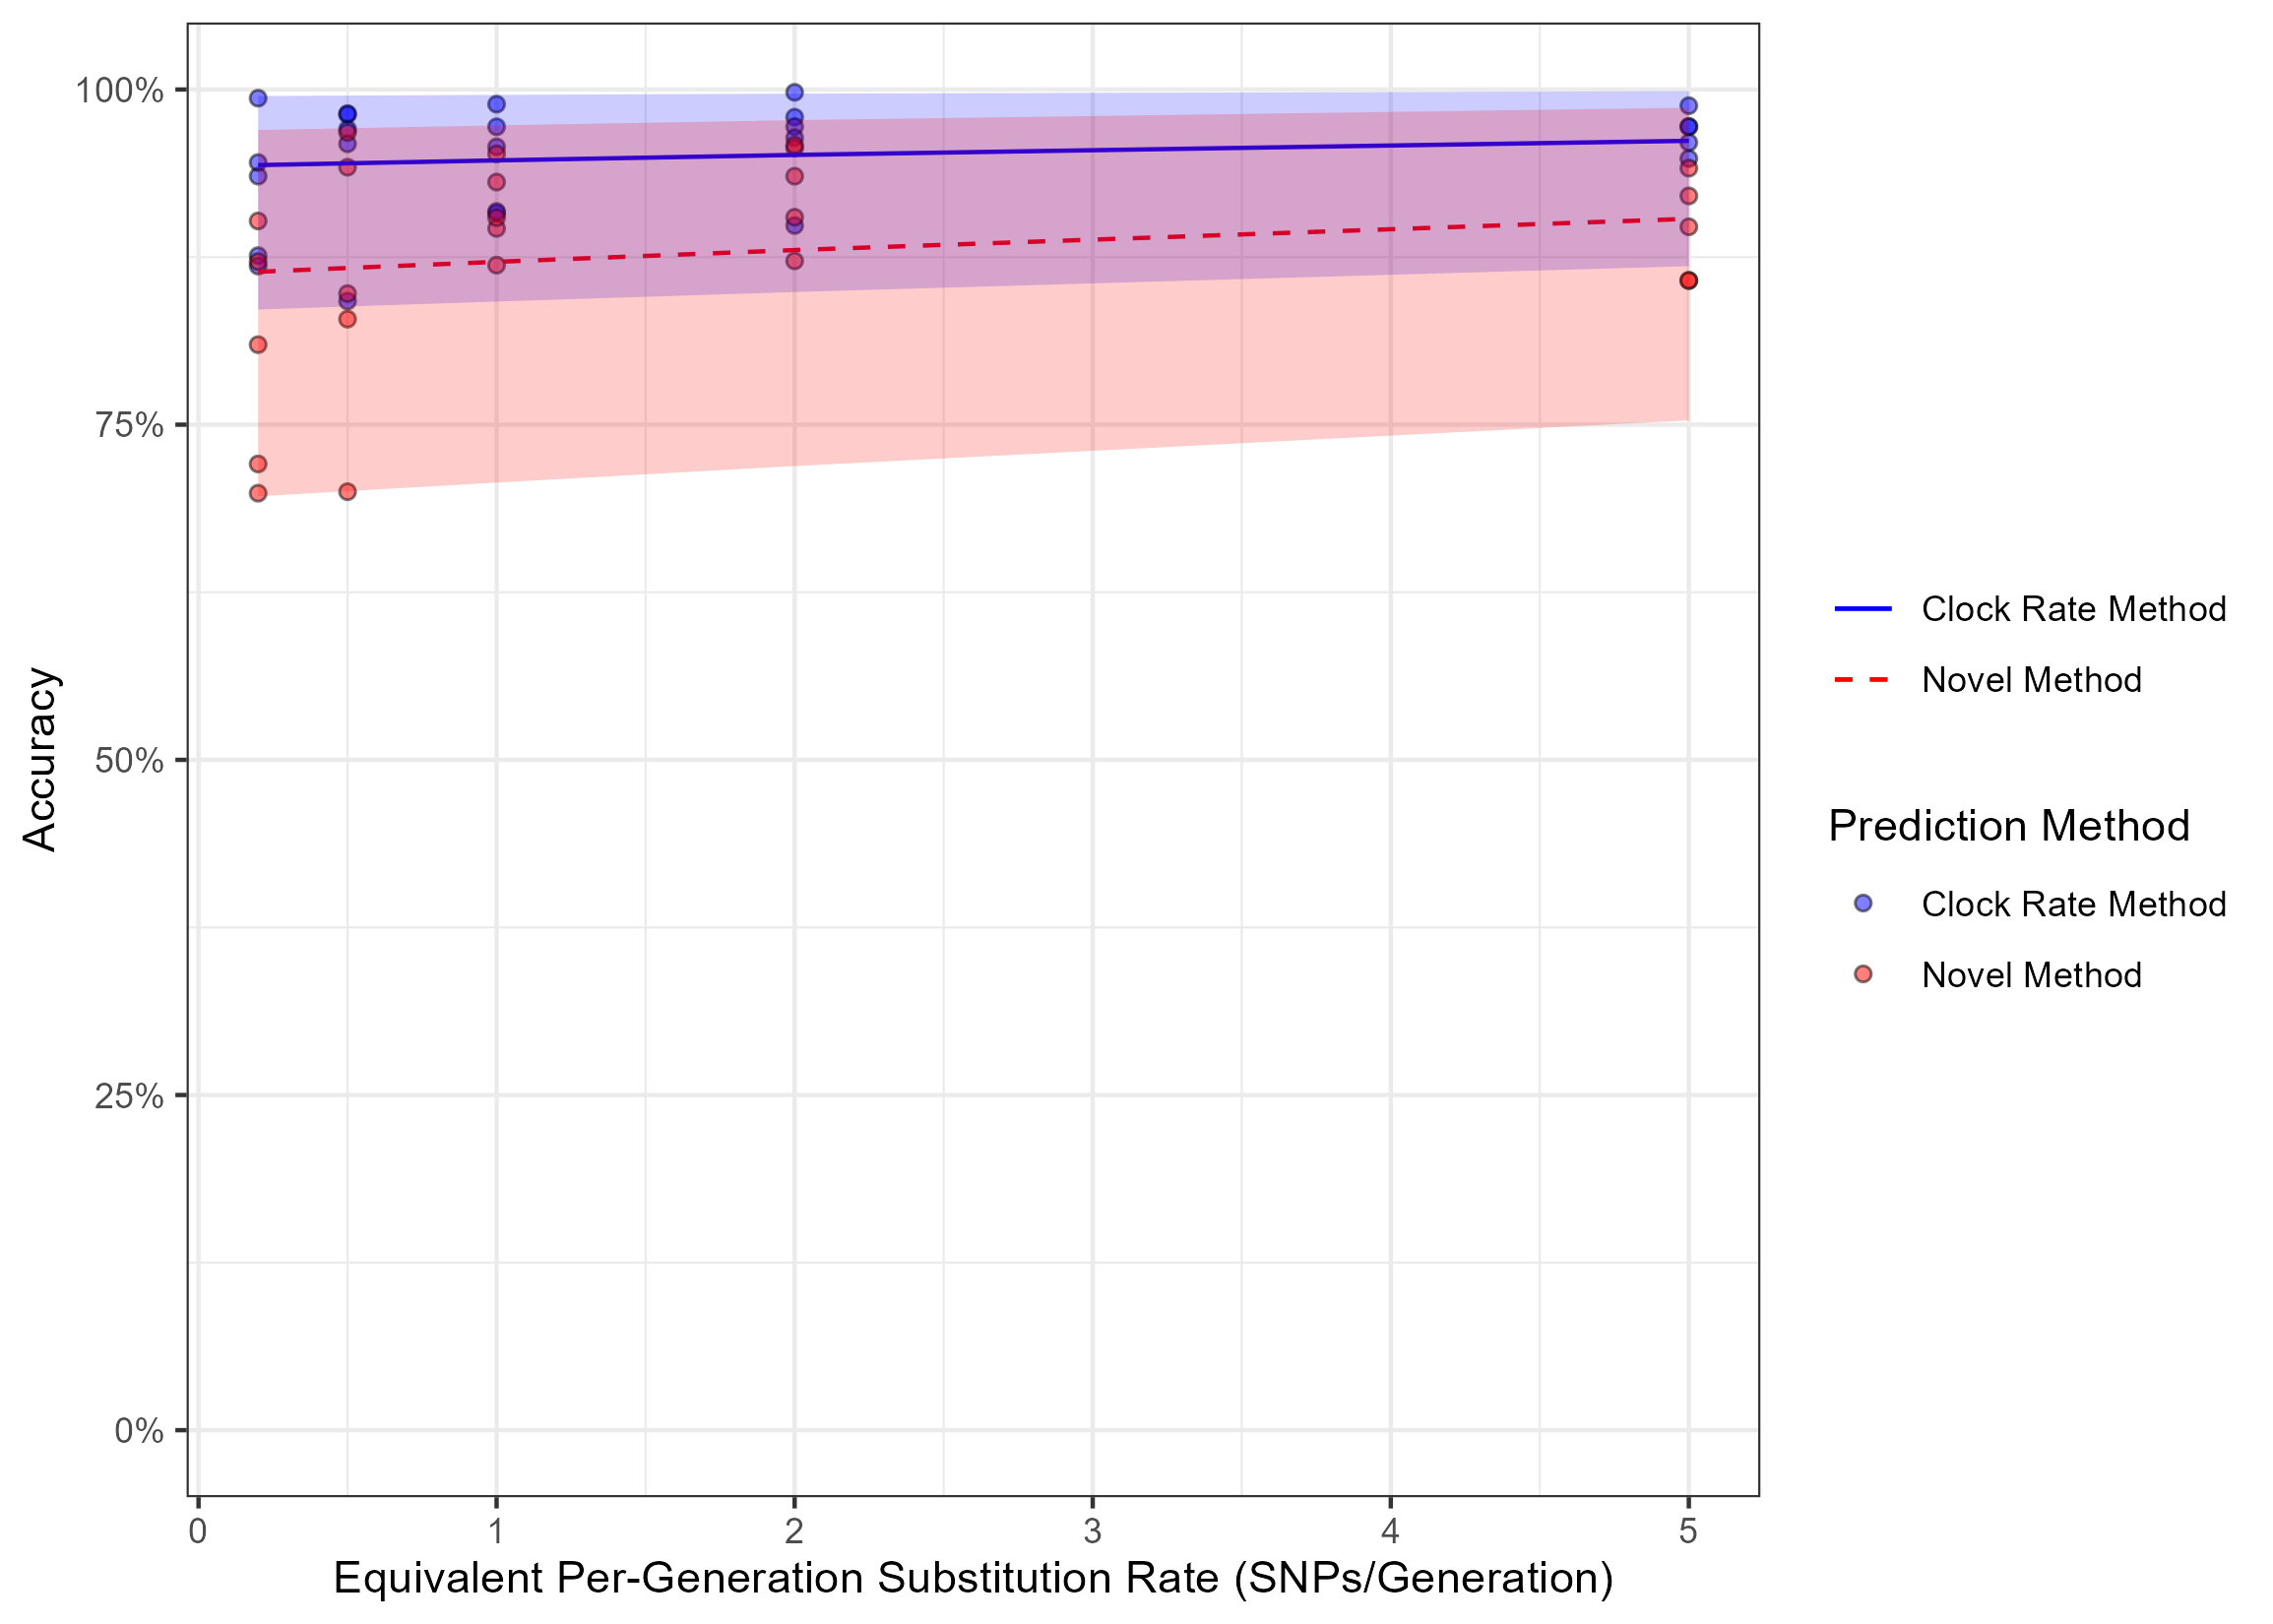 100%
75%
50%
25%
0%
Accuracy
0 1 2 3 4 5
Equivalent Per-Generation Substitution Rate (SNPs/Generation)
Clock Rate Method
Novel Method
Prediction Method
Clock Rate Method
Novel Method